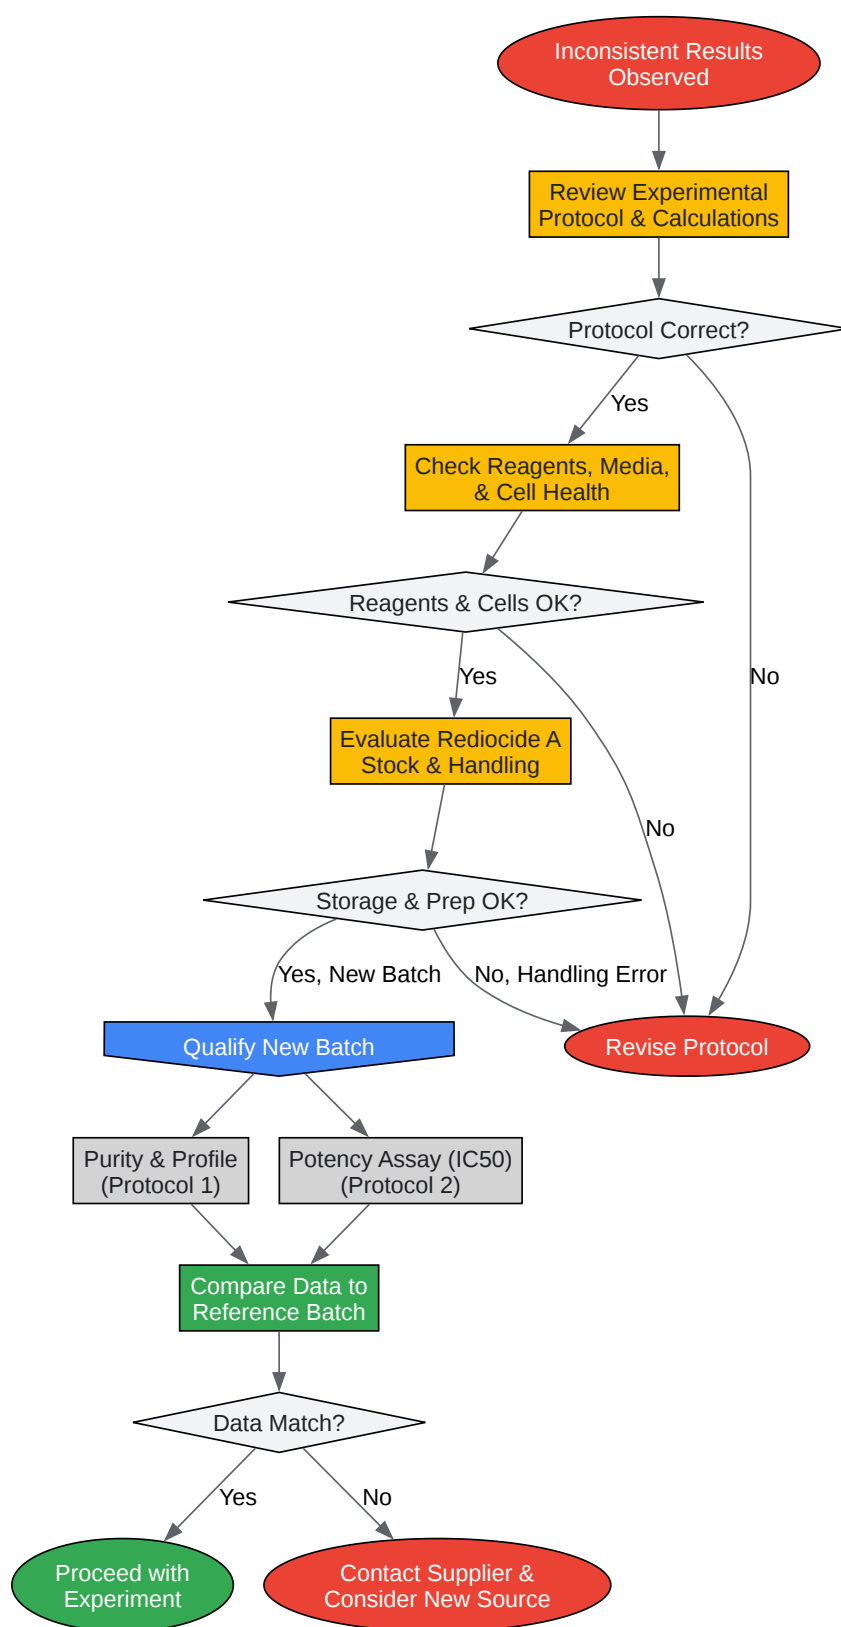 Inconsistent Results
Observed
Review Experimental
Protocol & Calculations
Protocol Correct?
Yes
Check Reagents, Media,
& Cell Health
Reagents & Cells OK?
Yes
No
Evaluate Rediocide A
Stock & Handling
No
Storage & Prep OK?
Yes, New Batch
No, Handling Error
Qualify New Batch
Revise Protocol
Purity & Profile
(Protocol 1)
Potency Assay (IC50)
(Protocol 2)
Compare Data to
Reference Batch
Data Match?
Yes
No
Proceed with
Experiment
Contact Supplier &
Consider New Source